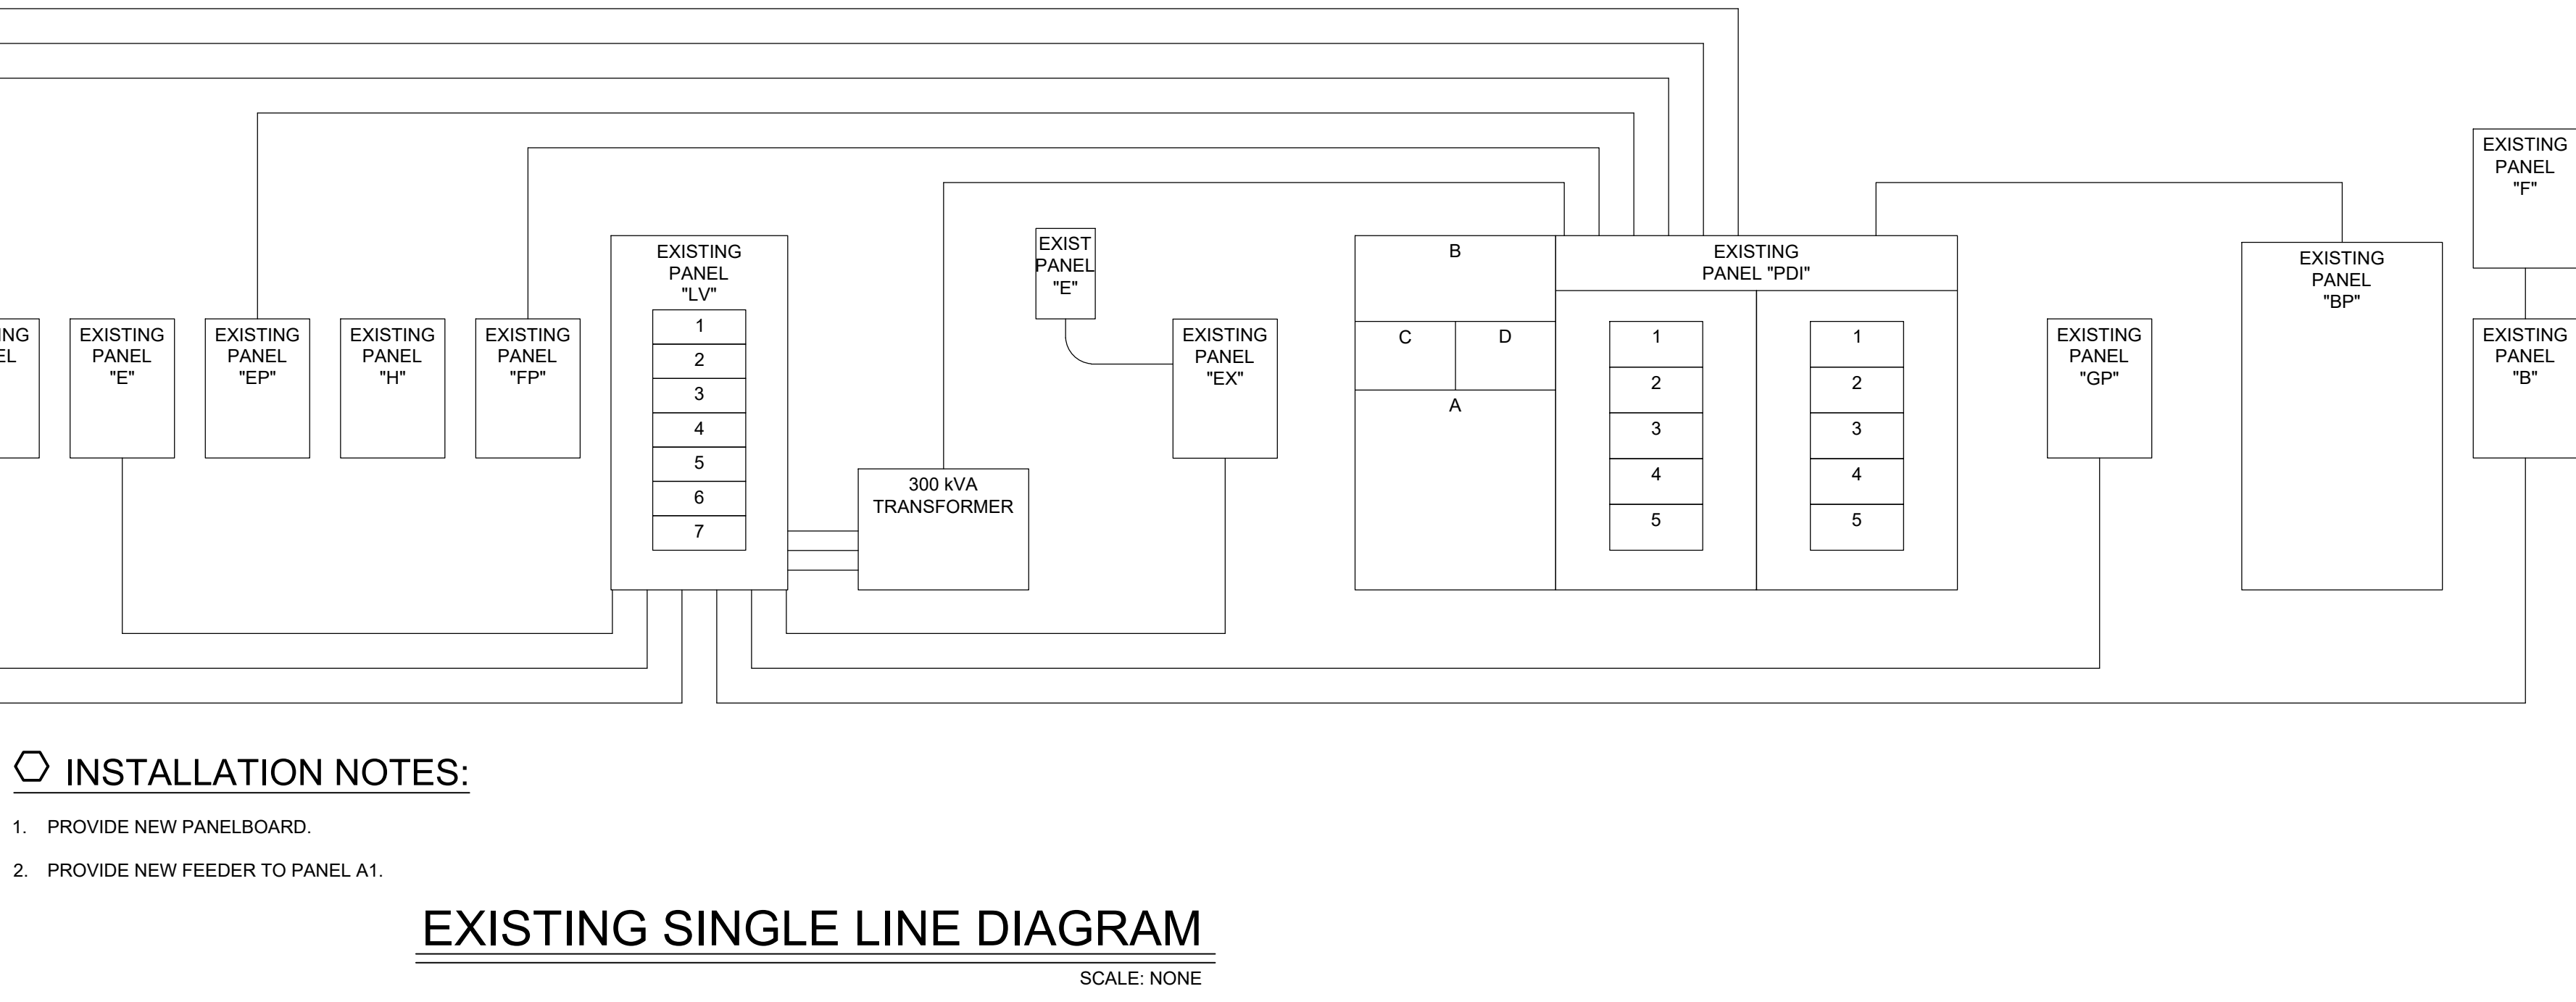 EXISTING
PANEL
"F"
EXISTING
PANEL
"LV"
1
2
3
4
5
6
7
EXIST
PANEL
"E"
B
C
D
A
EXISTING
PANEL "PDI"
1
2
3
4
5
1
2
3
4
5
EXISTING
PANEL
"BP"
ING
EL
EXISTING
PANEL
"E"
EXISTING
PANEL
"EP"
EXISTING
PANEL
"H"
EXISTING
PANEL
"FP"
EXISTING
PANEL
"EX"
EXISTING
PANEL
"GP"
EXISTING
PANEL
"B"
300 kVA
TRANSFORMER
INSTALLATION NOTES:
1. PROVIDE NEW PANELBOARD.
2. PROVIDE NEW FEEDER TO PANEL A1.
EXISTING SINGLE LINE DIAGRAM
SCALE: NONE